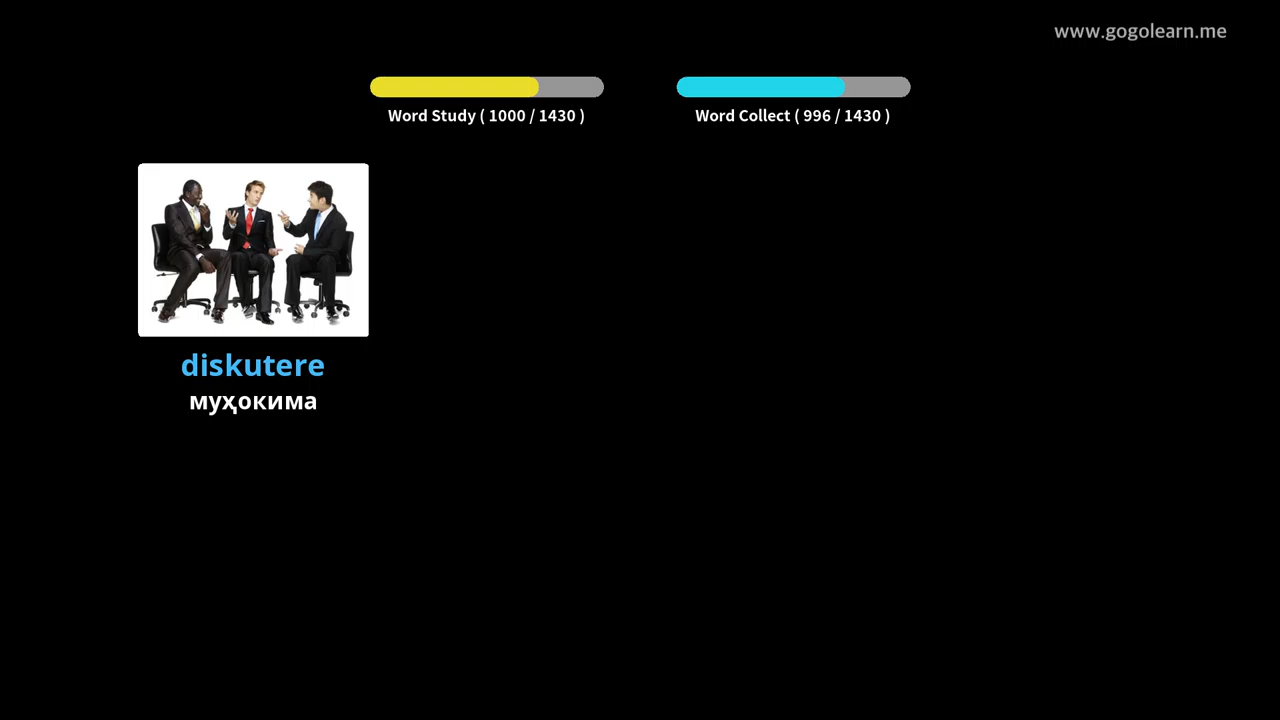 www.gogolearn.me
Word Study ( 1000 / 1430 )
Word Collect ( 996 / 1430 )
diskutere
муҳокима